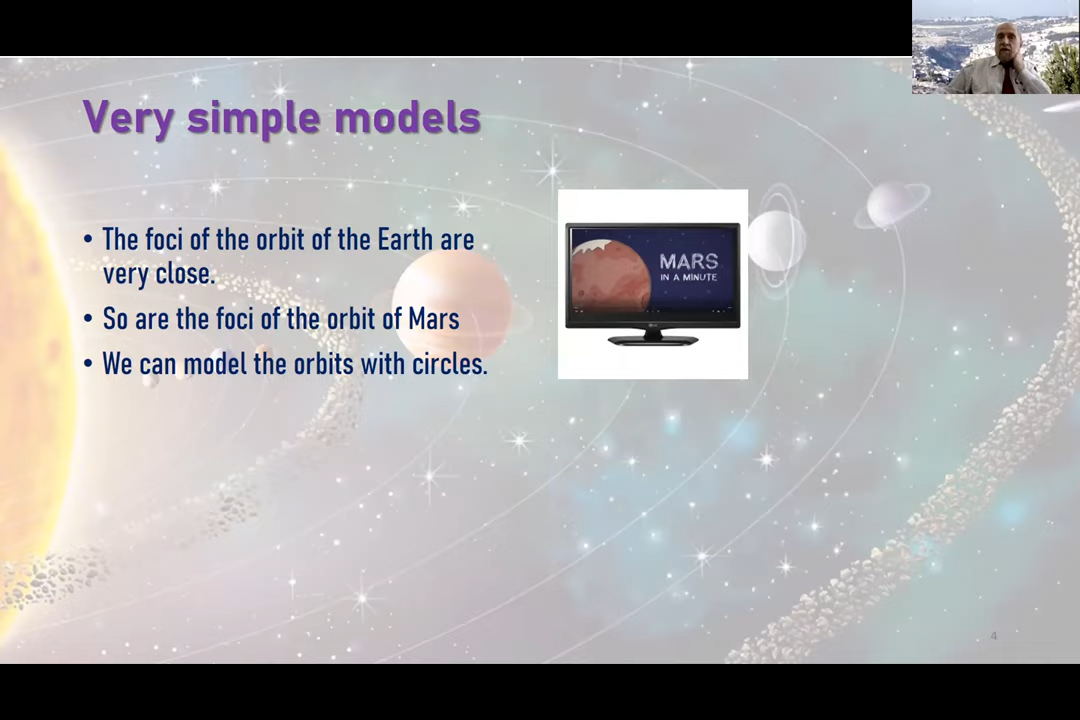 Very simple models
• The foci of the orbit of the Earth are
very close.
• So are the foci of the orbit of Mars
• We can model the orbits with circles.
MARS
IN A MINUTE
LG
4